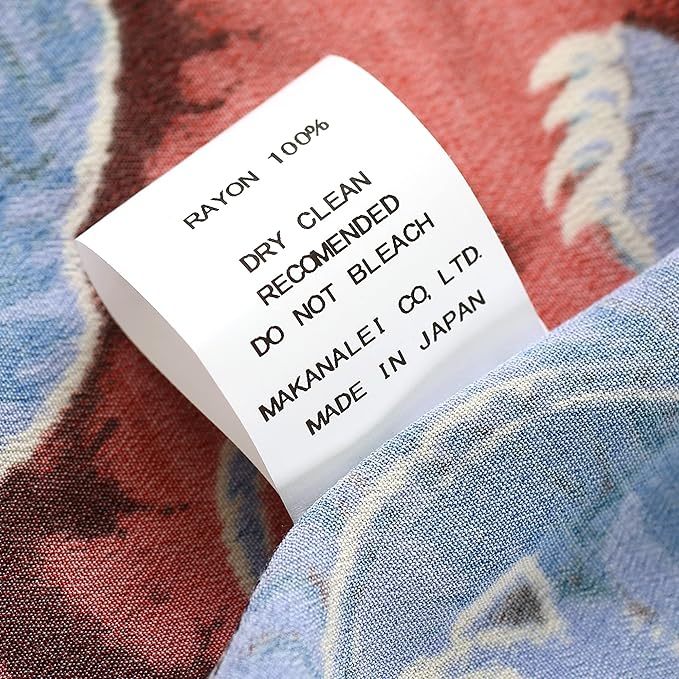 RAYON 100%
DRY CLEAN
RECOMENDED
DO NOT BLEACH
MAKANALEI CO, LTD.
MADE IN JAPAN